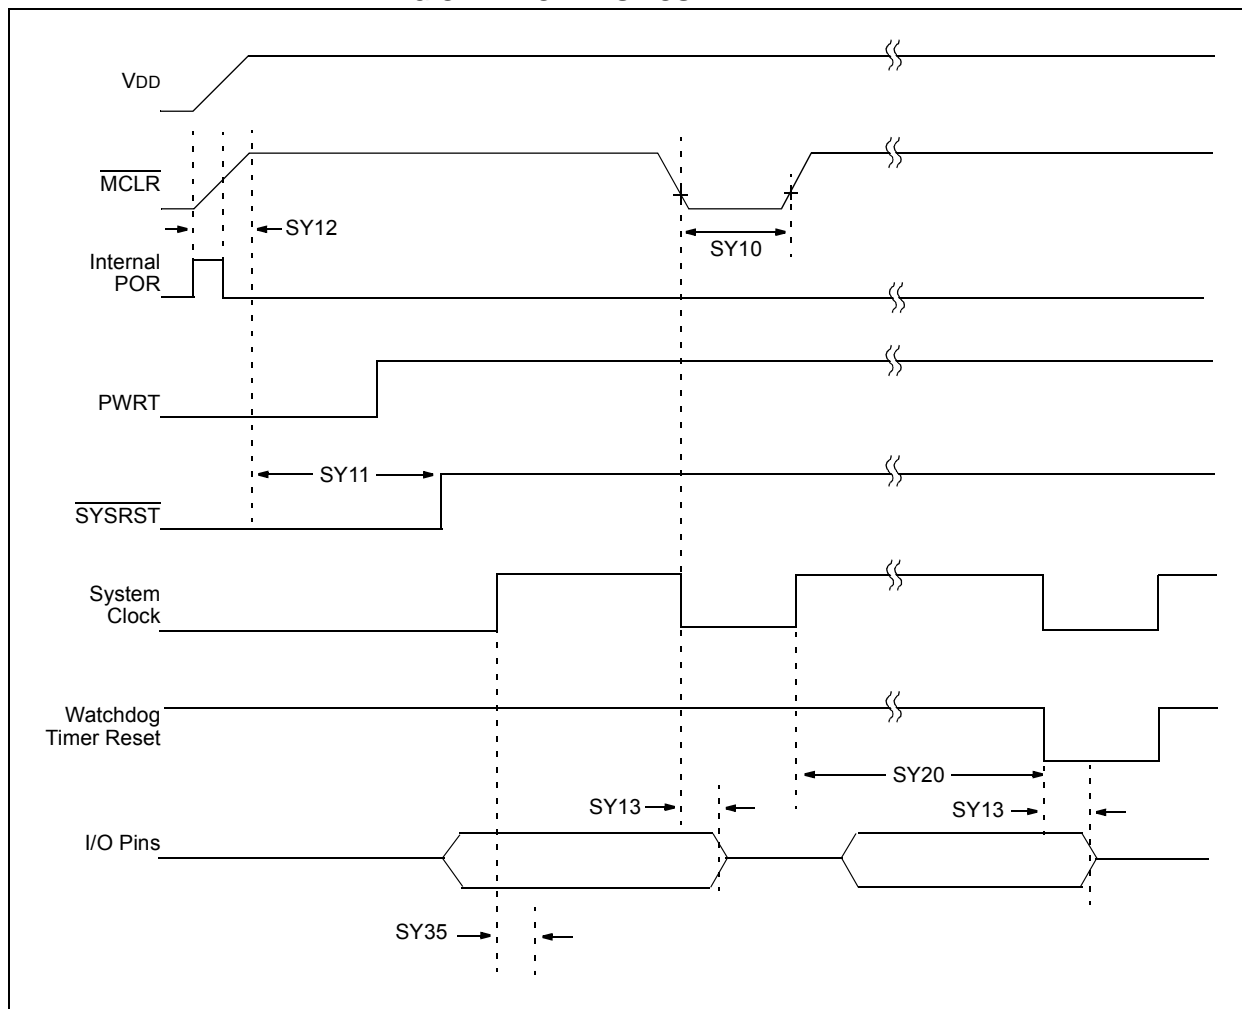 VDD
MCLR
SY12
SY10
Internal
POR
PWRT
SY11
SYSRST
System
Clock
Watchdog
Timer Reset
SY20
SY13
SY13
I/O Pins
SY35